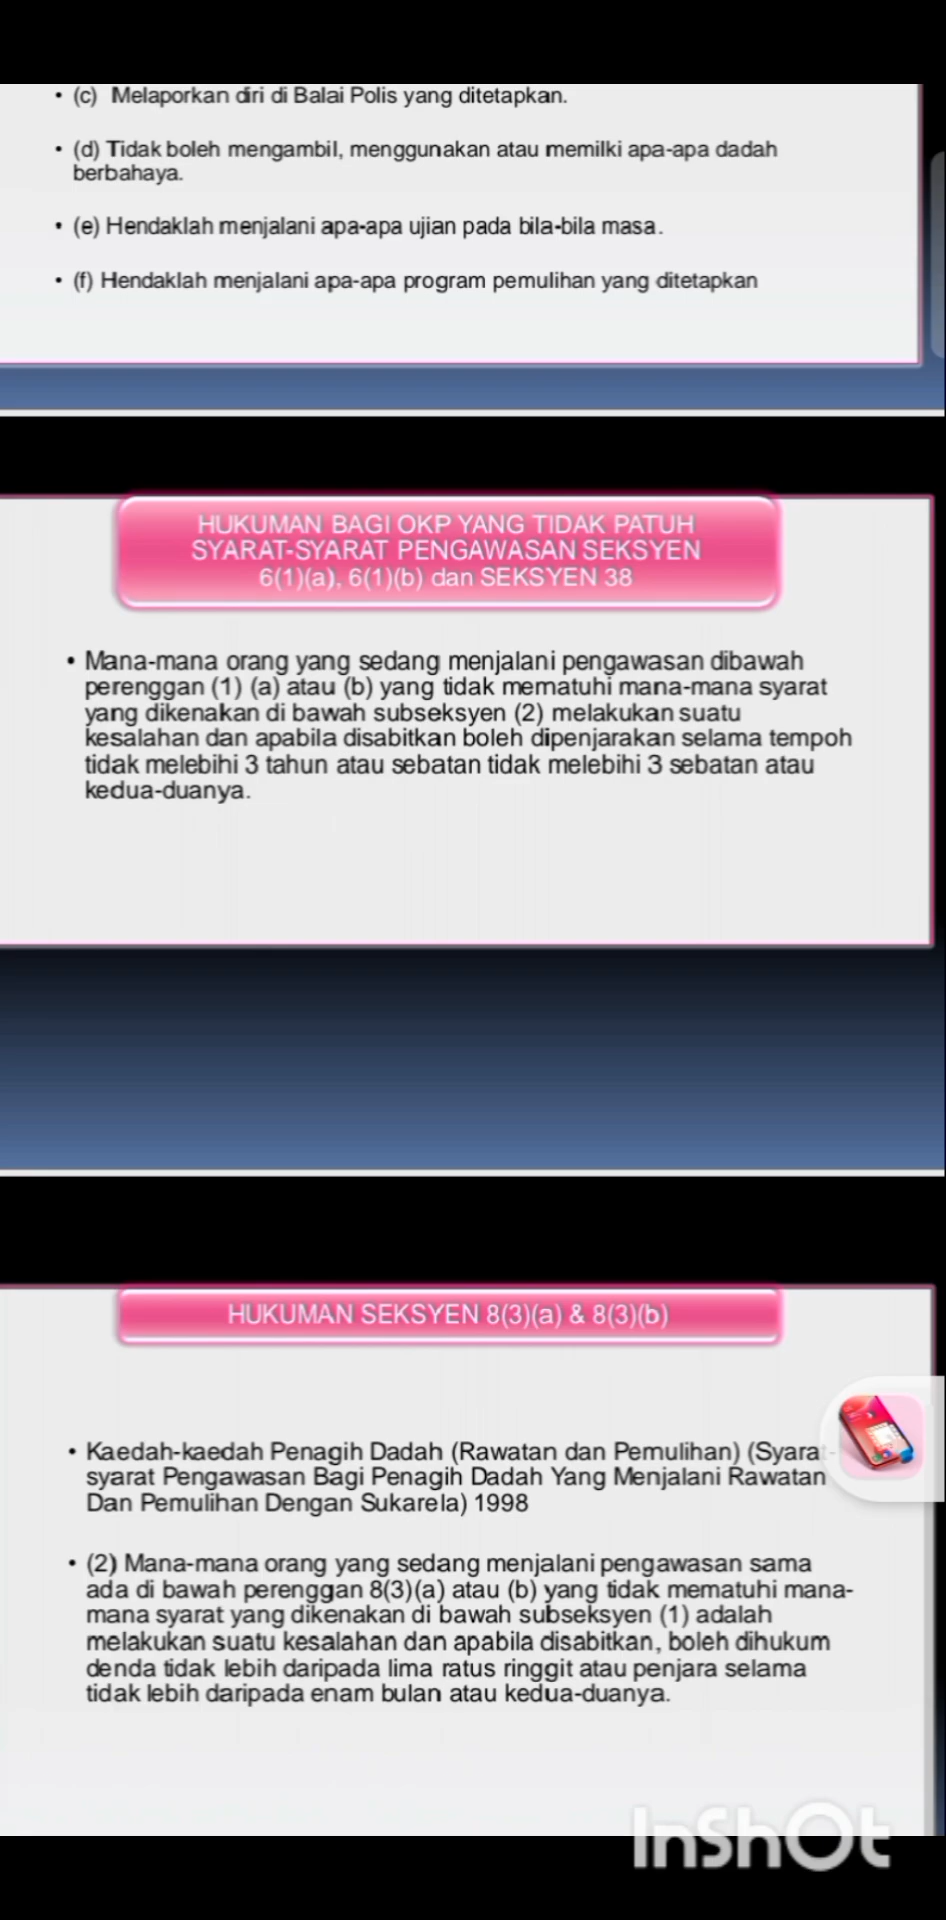 • (c) Melaporkan diri di Balai Polis yang ditetapkan.
• (d) Tidak boleh mengambil, menggunakan atau memilki apa-apa dadah
berbahaya.
• (e) Hendaklah menjalani apa-apa ujian pada bila-bila masa.
• (f) Hendaklah menjalani apa-apa program pemulihan yang ditetapkan
HUKUMAN BAGI OKP YANG TIDAK PATUH
SYARAT-SYARAT PENGAWASAN SEKSYEN
6(1)(a), 6(1)(b) dan SEKSYEN 38
• Mana-mana orang yang sedang menjalani pengawasan dibawah
perenggan (1) (a) atau (b) yang tidak mematuhi mana-mana syarat
yang dikenakan di bawah subseksyen (2) melakukan suatu
kesalahan dan apabila disabitkan boleh dipenjarakan selama tempoh
tidak melebihi 3 tahun atau sebatan tidak melebihi 3 sebatan atau
kedua-duanya.
HUKUMAN SEKSYEN 8(3)(a) & 8(3)(b)
• Kaedah-kaedah Penagih Dadah (Rawatan dan Pemulihan) (Syarat-
syarat Pengawasan Bagi Penagih Dadah Yang Menjalani Rawatan
Dan Pemulihan Dengan Sukarela) 1998
• (2) Mana-mana orang yang sedang menjalani pengawasan sama
ada di bawah perenggan 8(3)(a) atau (b) yang tidak mematuhi mana-
mana syarat yang dikenakan di bawah subseksyen (1) adalah
melakukan suatu kesalahan dan apabila disabitkan, boleh dihukum
denda tidak lebih daripada lima ratus ringgit atau penjara selama
tidak lebih daripada enam bulan atau kedua-duanya.
InShOt